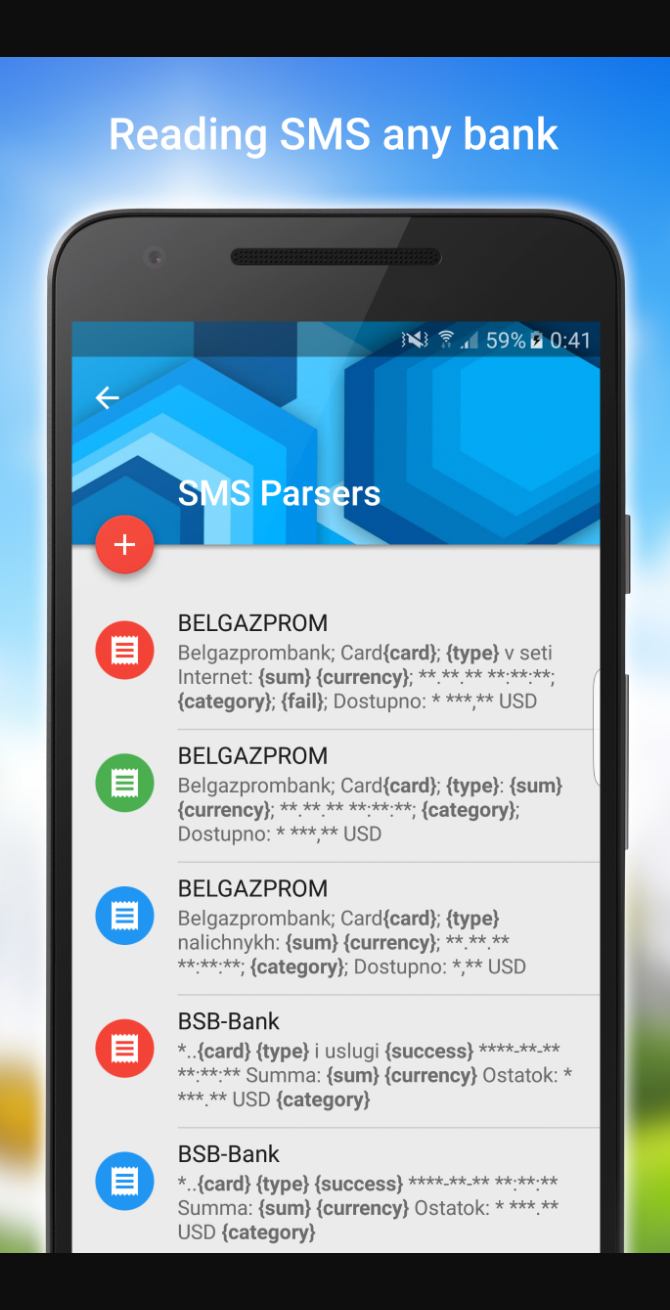 Reading SMS any bank
59% 0:41
SMS Parsers
BELGAZPROM
Belgazprombank; Card{card}; {type} v seti
Internet: {sum} {currency}; **.**.** **:**:**;
{category}; {fail}; Dostupno: * ***,** USD
BELGAZPROM
Belgazprombank; Card{card}; {type}: {sum}
{currency}; **.**.** **:**:**; {category};
Dostupno: * ***,** USD
BELGAZPROM
Belgazprombank; Card{card}; {type}
nalichnykh: {sum} {currency}; **.**.**
**:**:**; {category}; Dostupno: *,** USD
BSB-Bank
*..{card} {type} i uslugi {success} ****-**-**
**:**:** Summa: {sum} {currency} Ostatok: *
***.** USD {category}
BSB-Bank
*..{card} {type} {success} ****-**-** **:**:**
Summa: {sum} {currency} Ostatok: * ***.**
USD {category}